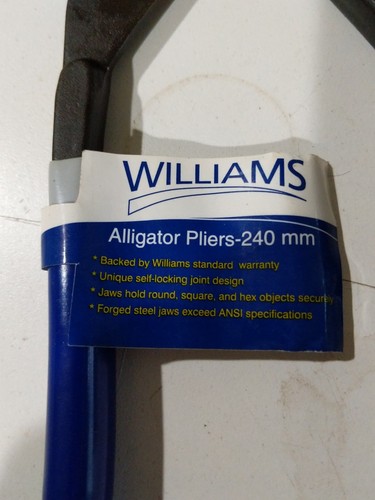 WILLIAMS
Alligator Pliers-240 mm
* Backed by Williams standard warranty
* Unique self-locking joint design
* Jaws hold round, square, and hex objects securely
* Forged steel jaws exceed ANSI specifications